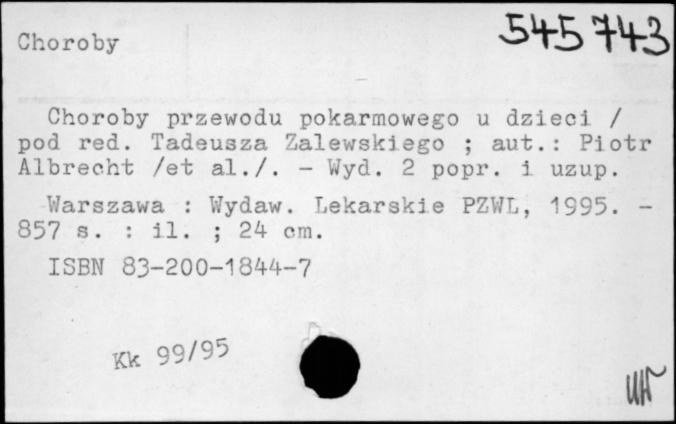 545 743
Choroby
Choroby przewodu pokarmowego u dzieci /
pod red. Tadeusza Zalewskiego ; aut.: Piotr
Albrecht /et al./. - Wyd. 2 popr. i uzup.
Warszawa : Wydaw. Lekarskie PZWL, 1995. -
857 s. : il. ; 24 cm.
ISBN 83-200-1844-7
Kk 99/95